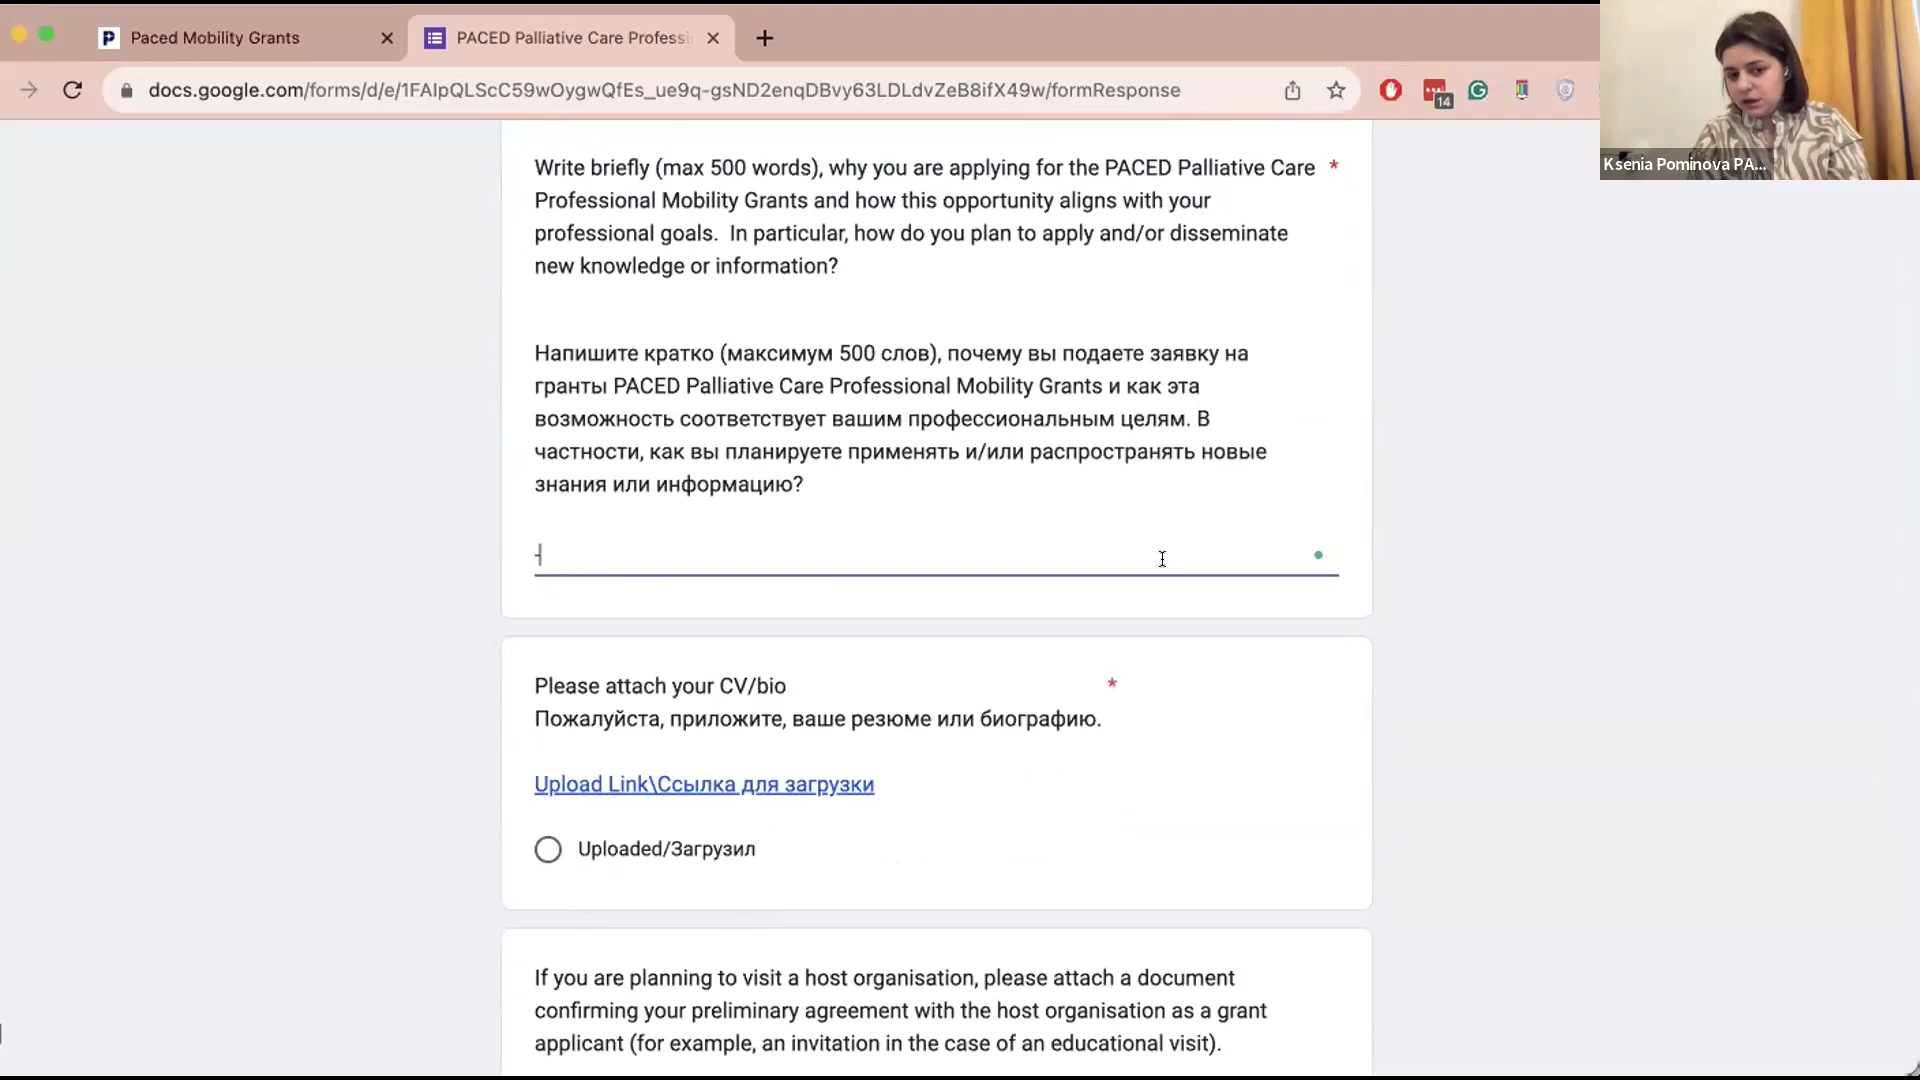 Paced Mobility Grants
PACED Palliative Care Professi
docs.google.com/forms/d/e/1FAIpQLScC59wOygwQfEs_ue9q-gsND2enqDBvy63LDLdvZeB8ifX49w/formResponse
14
Ksenia Pominova PA...
Write briefly (max 500 words), why you are applying for the PACED Palliative Care *
Professional Mobility Grants and how this opportunity aligns with your
professional goals. In particular, how do you plan to apply and/or disseminate
new knowledge or information?
Напишите кратко (максимум 500 слов), почему вы подаете заявку на
гранты PACED Palliative Care Professional Mobility Grants и как эта
возможность соответствует вашим профессиональным целям. В
частности, как вы планируете применять и/или распространять новые
знания или информацию?
-
Please attach your CV/bio *
Пожалуйста, приложите, ваше резюме или биографию.
Upload Link\Ссылка для загрузки
Uploaded/Загрузил
If you are planning to visit a host organisation, please attach a document
confirming your preliminary agreement with the host organisation as a grant
applicant (for example, an invitation in the case of an educational visit).